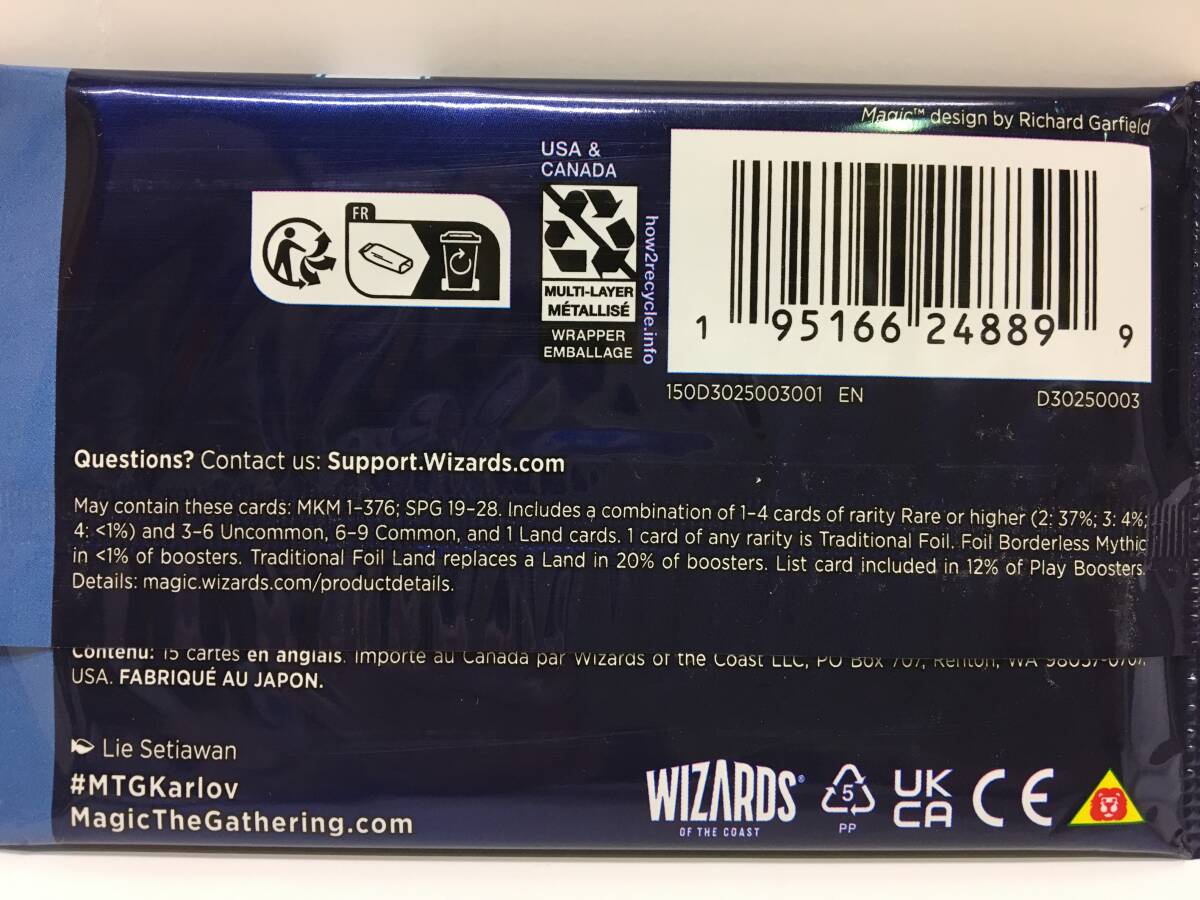 Magic™ design by Richard Garfield
USA &
CANADA
FR
how2recycle.info
MULTI-LAYER
MÉTALLISÉ
WRAPPER
EMBALLAGE
1 95166 24889 9
150D3025003001 EN D30250003
Questions? Contact us: Support.Wizards.com
May contain these cards: MKM 1–376; SPG 19–28. Includes a combination of 1–4 cards of rarity Rare or higher (2: 37%; 3: 4%;
4: <1%) and 3–6 Uncommon, 6–9 Common, and 1 Land cards. 1 card of any rarity is Traditional Foil. Foil Borderless Mythic
in <1% of boosters. Traditional Foil Land replaces a Land in 20% of boosters. List card included in 12% of Play Boosters.
Details: magic.wizards.com/productdetails.
Contenu: 15 cartes en anglais. Importé au Canada par Wizards of the Coast LLC, PO Box 707, Renton, WA 98057-0707,
USA. FABRIQUÉ AU JAPON.
Lie Setiawan
#MTGKarlov
MagicTheGathering.com
WIZARDS®
OF THE COAST
5
PP
UK
CA
CE